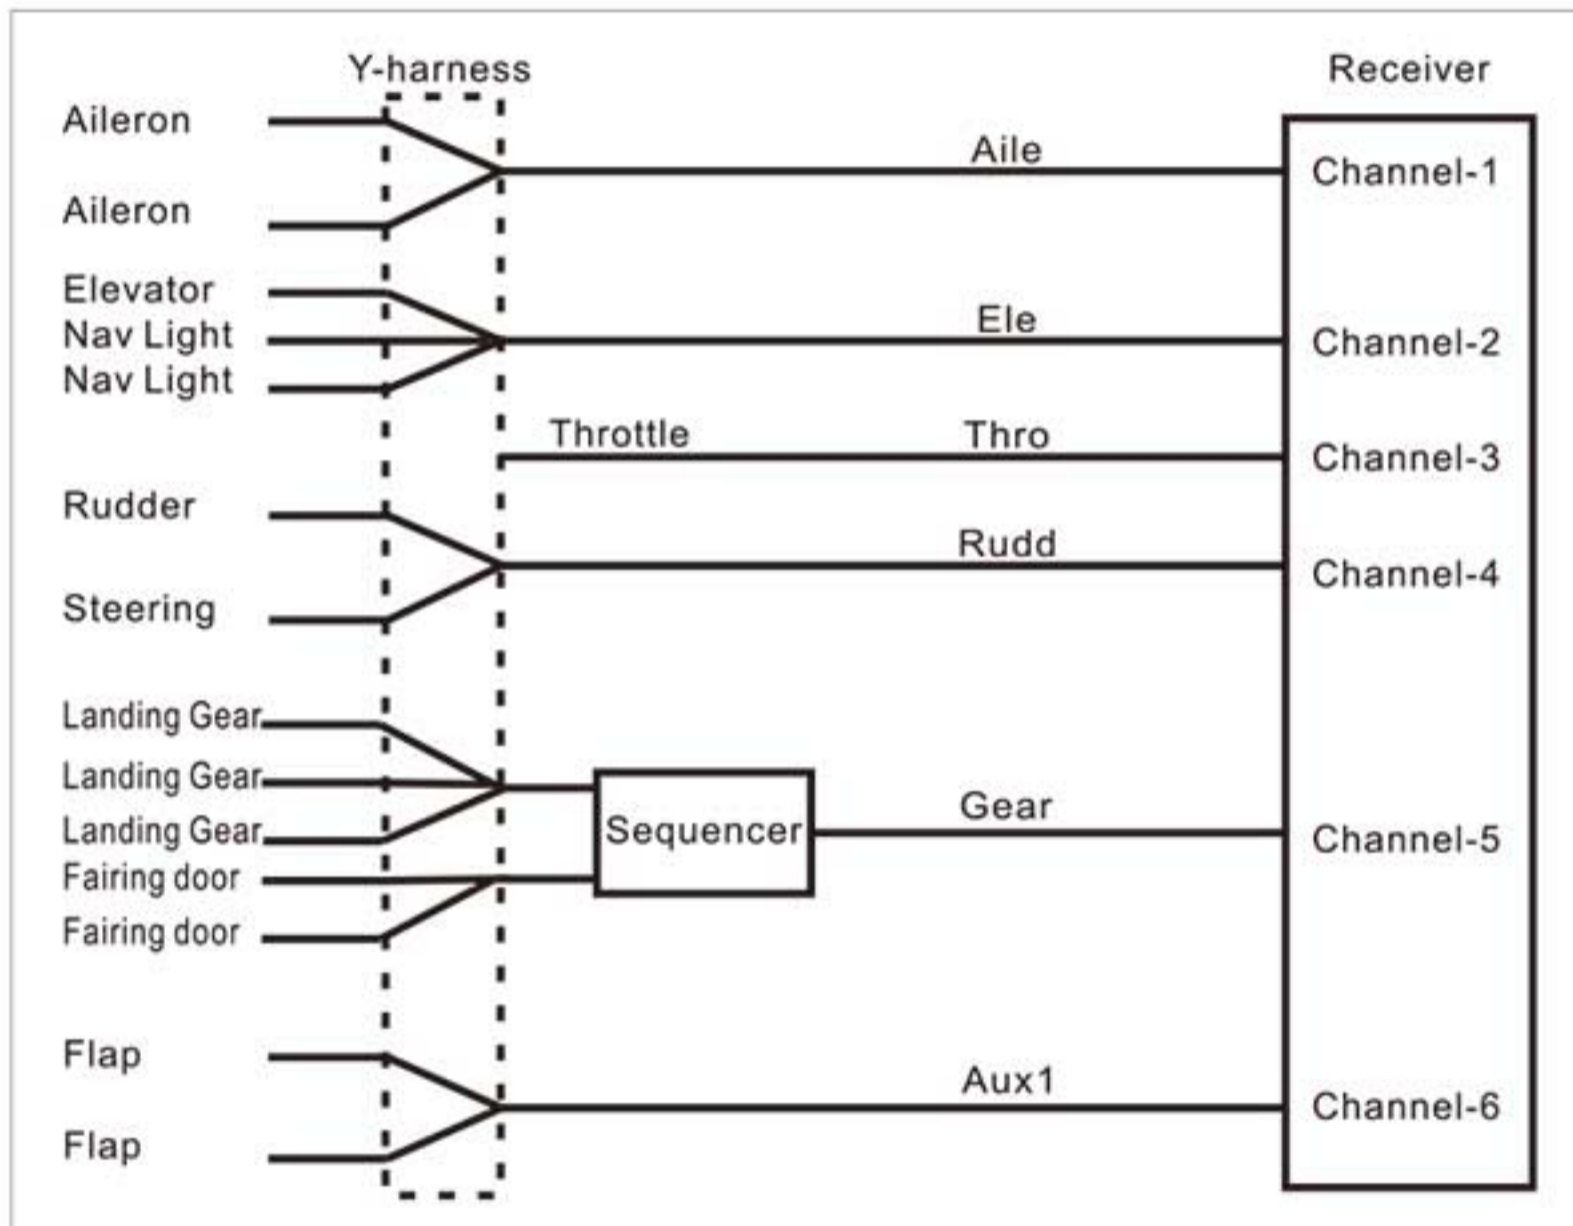 Y-harness
Receiver
Aileron
Aile
Channel-1
Aileron
Elevator
Nav Light
Ele
Channel-2
Nav Light
Throttle
Thro
Channel-3
Rudder
Rudd
Channel-4
Steering
Landing Gear
Landing Gear
Landing Gear
Sequencer
Gear
Channel-5
Fairing door
Fairing door
Flap
Aux1
Channel-6
Flap